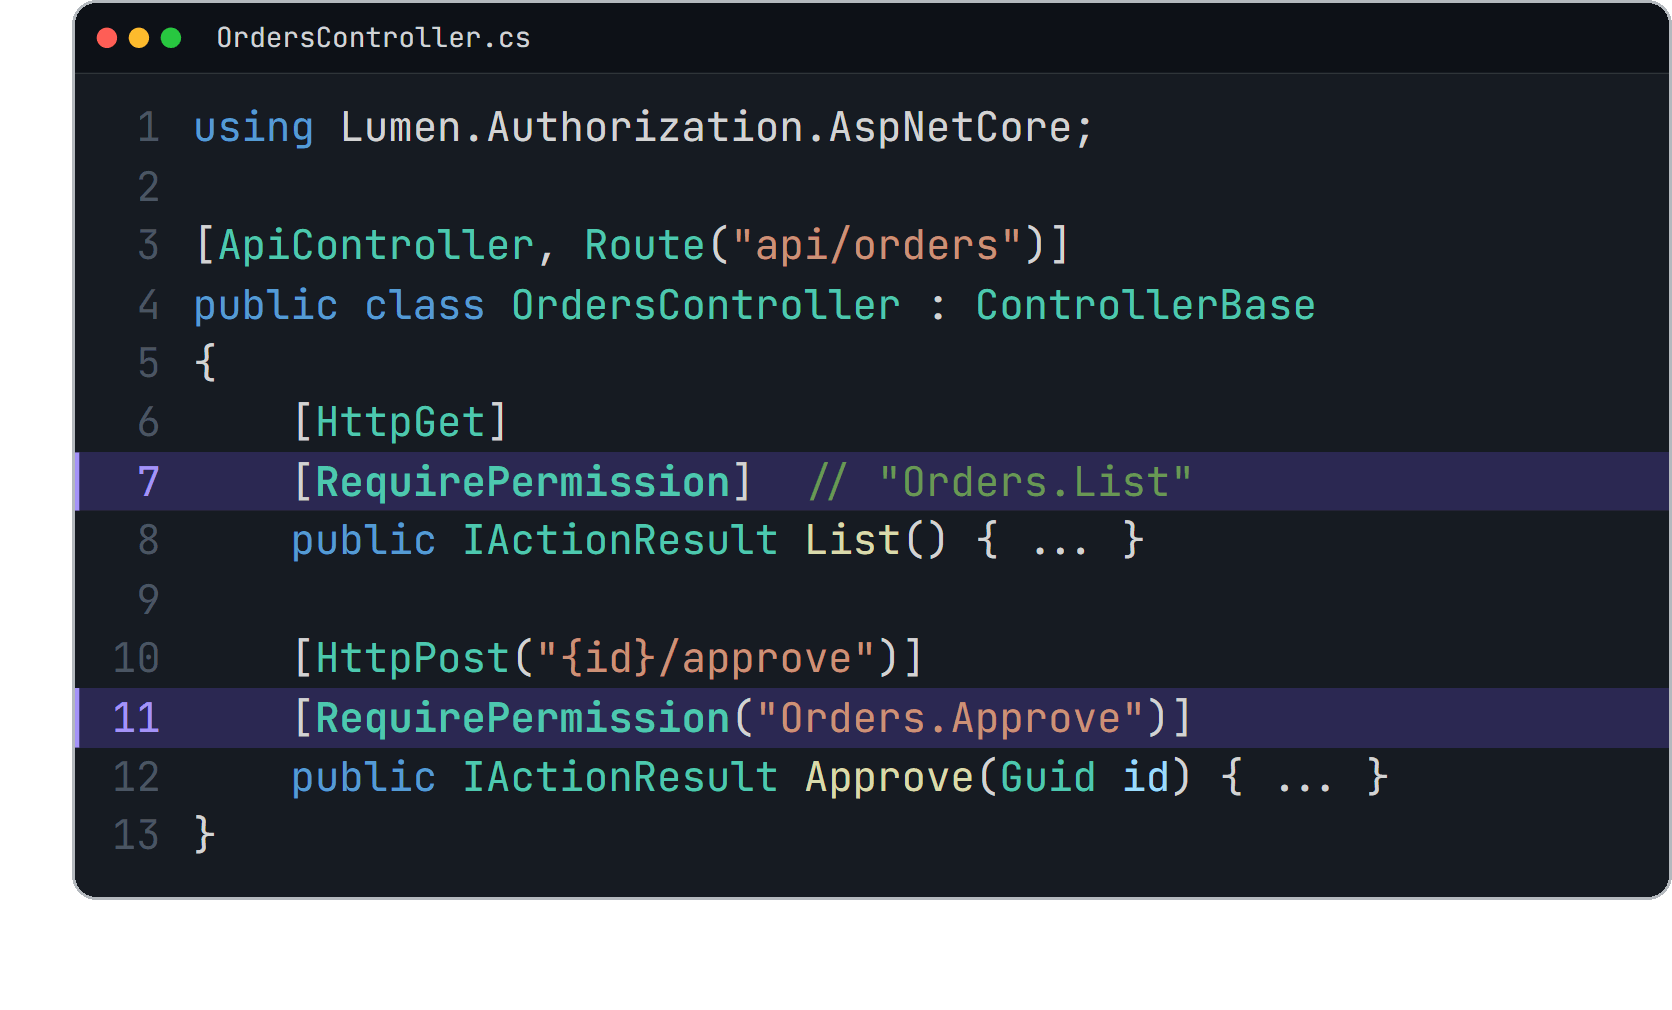 OrdersController.cs
1 using Lumen.Authorization.AspNetCore;
2
3 [ApiController, Route("api/orders")]
4 public class OrdersController : ControllerBase
5 {
6     [HttpGet]
7     [RequirePermission]  // "Orders.List"
8     public IActionResult List() { ... }
9
10     [HttpPost("{id}/approve")]
11     [RequirePermission("Orders.Approve")]
12     public IActionResult Approve(Guid id) { ... }
13 }